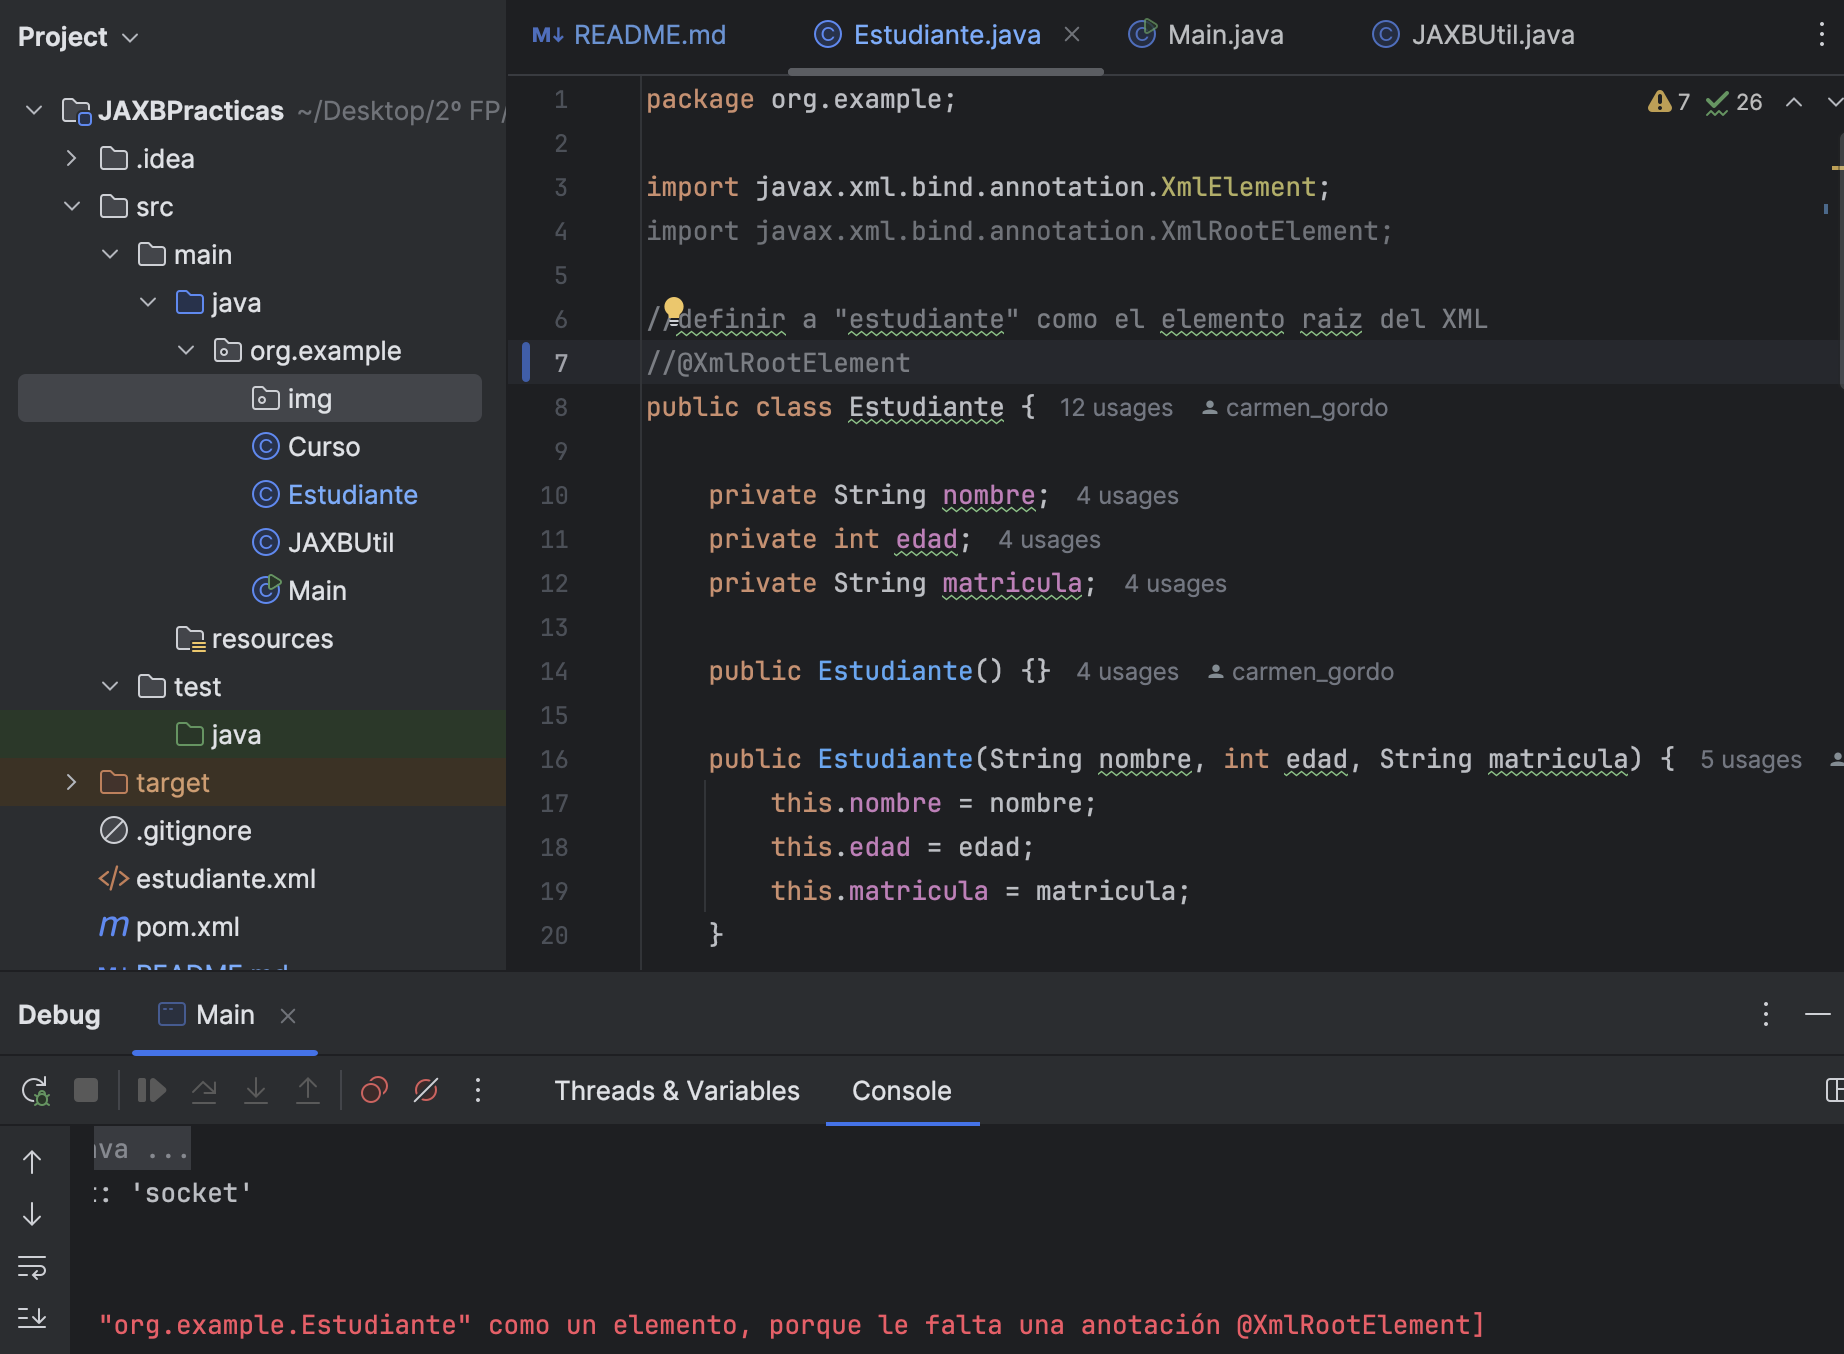 Project
JAXBPracticas ~/Desktop/2º FP/
.idea
src
main
java
org.example
img
Curso
Estudiante
JAXBUtil
Main
resources
test
java
target
.gitignore
estudiante.xml
pom.xml
README.md
README.md
Estudiante.java
Main.java
JAXBUtil.java
7 26
1 package org.example;
2
3 import javax.xml.bind.annotation.XmlElement;
4 import javax.xml.bind.annotation.XmlRootElement;
5
6 //definir a "estudiante" como el elemento raiz del XML
7 //@XmlRootElement
8 public class Estudiante { 12 usages carmen_gordo
9
10 private String nombre; 4 usages
11 private int edad; 4 usages
12 private String matricula; 4 usages
13
14 public Estudiante() {} 4 usages carmen_gordo
15
16 public Estudiante(String nombre, int edad, String matricula) { 5 usages
17 this.nombre = nombre;
18 this.edad = edad;
19 this.matricula = matricula;
20 }
Debug Main
Threads & Variables Console
va ...
: 'socket'
"org.example.Estudiante" como un elemento, porque le falta una anotación @XmlRootElement]